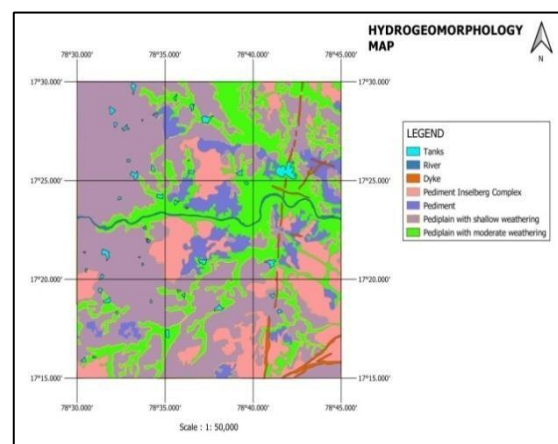 HYDROGEOMORPHOLOGY
MAP
N
78°30.000' 78°35.000' 78°40.000' 78°45.000'
17°30.000' 17°30.000'
17°25.000' 17°25.000'
17°20.000' 17°20.000'
17°15.000' 17°15.000'
78°30.000' 78°35.000' 78°40.000' 78°45.000'
Scale : 1: 50,000
LEGEND
Tanks
River
Dyke
Pediment Inselberg Complex
Pediment
Pediplain with shallow weathering
Pediplain with moderate weathering